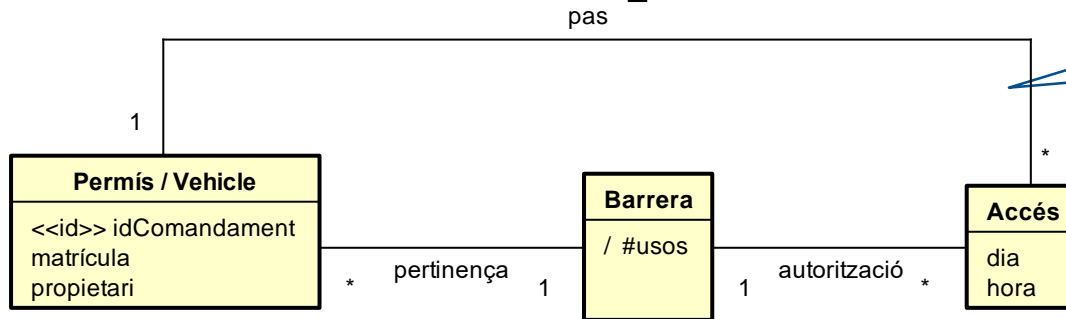 pas
1
*
Permís / Vehicle
<<id>> idComandament
matrícula
propietari
*
pertinença
1
Barrera
/ #usos
1
autorització
*
Accés
dia
hora